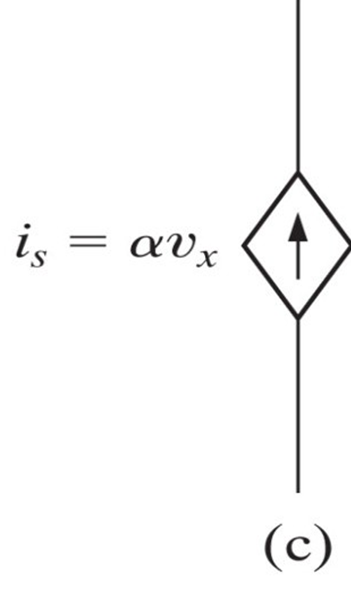 i_s = αv_x
(c)